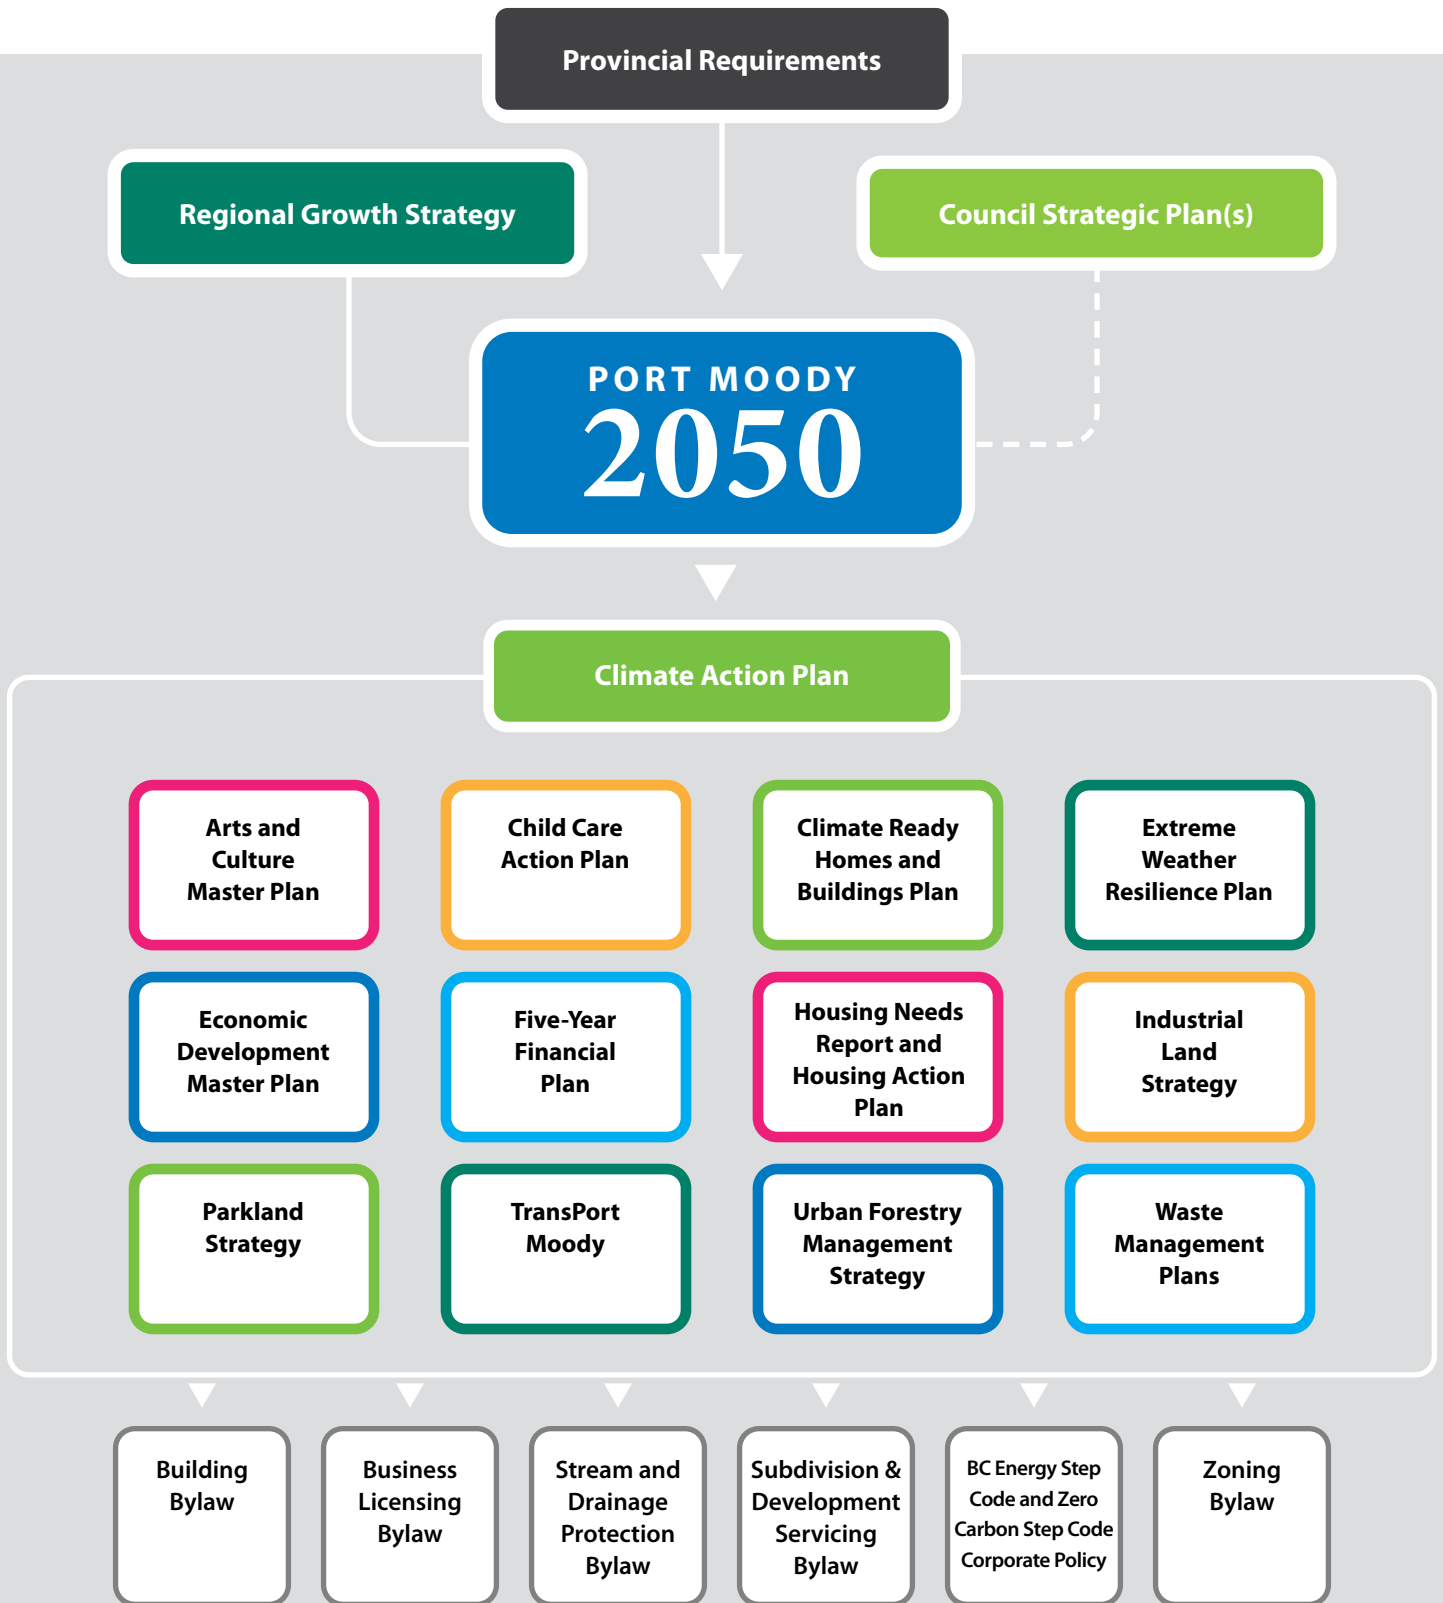 Provincial Requirements
Regional Growth Strategy
Council Strategic Plan(s)
PORT MOODY
2050
Climate Action Plan
Arts and
Culture
Master Plan
Child Care
Action Plan
Climate Ready
Homes and
Buildings Plan
Extreme
Weather
Resilience Plan
Economic
Development
Master Plan
Five-Year
Financial
Plan
Housing Needs
Report and
Housing Action
Plan
Industrial
Land
Strategy
Parkland
Strategy
TransPort
Moody
Urban Forestry
Management
Strategy
Waste
Management
Plans
Building
Bylaw
Business
Licensing
Bylaw
Stream and
Drainage
Protection
Bylaw
Subdivision &
Development
Servicing
Bylaw
BC Energy Step
Code and Zero
Carbon Step Code
Corporate Policy
Zoning
Bylaw